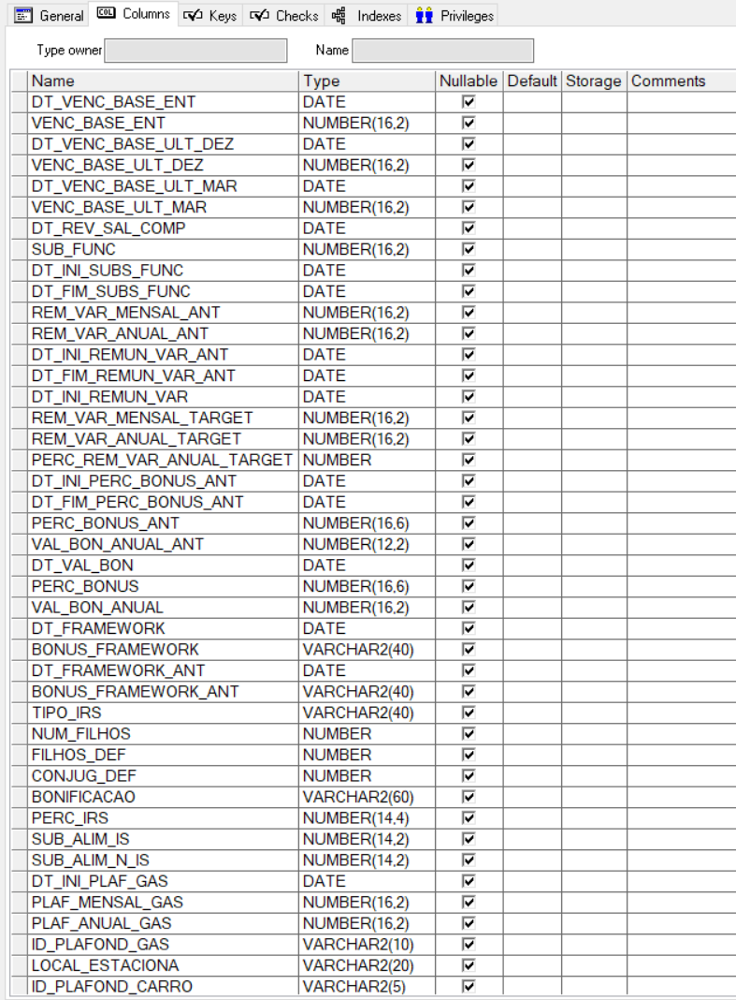 General Columns Keys Checks Indexes Privileges
Type owner Name
Name Type Nullable Default Storage Comments
DT_VENC_BASE_ENT DATE
VENC_BASE_ENT NUMBER(16,2)
DT_VENC_BASE_ULT_DEZ DATE
VENC_BASE_ULT_DEZ NUMBER(16,2)
DT_VENC_BASE_ULT_MAR DATE
VENC_BASE_ULT_MAR NUMBER(16,2)
DT_REV_SAL_COMP DATE
SUB_FUNC NUMBER(16,2)
DT_INI_SUBS_FUNC DATE
DT_FIM_SUBS_FUNC DATE
REM_VAR_MENSAL_ANT NUMBER(16,2)
REM_VAR_ANUAL_ANT NUMBER(16,2)
DT_INI_REMUN_VAR_ANT DATE
DT_FIM_REMUN_VAR_ANT DATE
DT_INI_REMUN_VAR DATE
REM_VAR_MENSAL_TARGET NUMBER(16,2)
REM_VAR_ANUAL_TARGET NUMBER(16,2)
PERC_REM_VAR_ANUAL_TARGET NUMBER
DT_INI_PERC_BONUS_ANT DATE
DT_FIM_PERC_BONUS_ANT DATE
PERC_BONUS_ANT NUMBER(16,6)
VAL_BON_ANUAL_ANT NUMBER(12,2)
DT_VAL_BON DATE
PERC_BONUS NUMBER(16,6)
VAL_BON_ANUAL NUMBER(16,2)
DT_FRAMEWORK DATE
BONUS_FRAMEWORK VARCHAR2(40)
DT_FRAMEWORK_ANT DATE
BONUS_FRAMEWORK_ANT VARCHAR2(40)
TIPO_IRS VARCHAR2(40)
NUM_FILHOS NUMBER
FILHOS_DEF NUMBER
CONJUG_DEF NUMBER
BONIFICACAO VARCHAR2(60)
PERC_IRS NUMBER(14,4)
SUB_ALIM_IS NUMBER(14,2)
SUB_ALIM_N_IS NUMBER(14,2)
DT_INI_PLAF_GAS DATE
PLAF_MENSAL_GAS NUMBER(16,2)
PLAF_ANUAL_GAS NUMBER(16,2)
ID_PLAFOND_GAS VARCHAR2(10)
LOCAL_ESTACIONA VARCHAR2(20)
ID_PLAFOND_CARRO VARCHAR2(5)